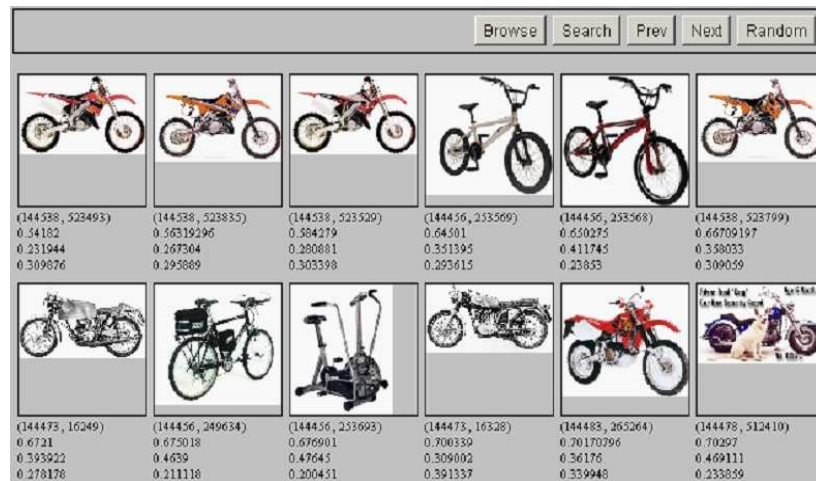 Browse Search Prev Next Random
(144538, 523493) (144538, 523835) (144538, 523529) (144456, 253569) (144456, 253568) (144538, 523799)
0.54182 0.56319296 0.584279 0.64501 0.650275 0.66709197
0.231944 0.267304 0.280881 0.351395 0.411745 0.358033
0.309876 0.295889 0.303398 0.293615 0.23853 0.309059
(144473, 16249) (144456, 249634) (144456, 253693) (144473, 16328) (144483, 265264) (144478, 512410)
0.6721 0.675018 0.676901 0.700339 0.70170796 0.70297
0.393922 0.4639 0.47645 0.309002 0.36176 0.469111
0.278178 0.211118 0.200451 0.391337 0.339948 0.233859